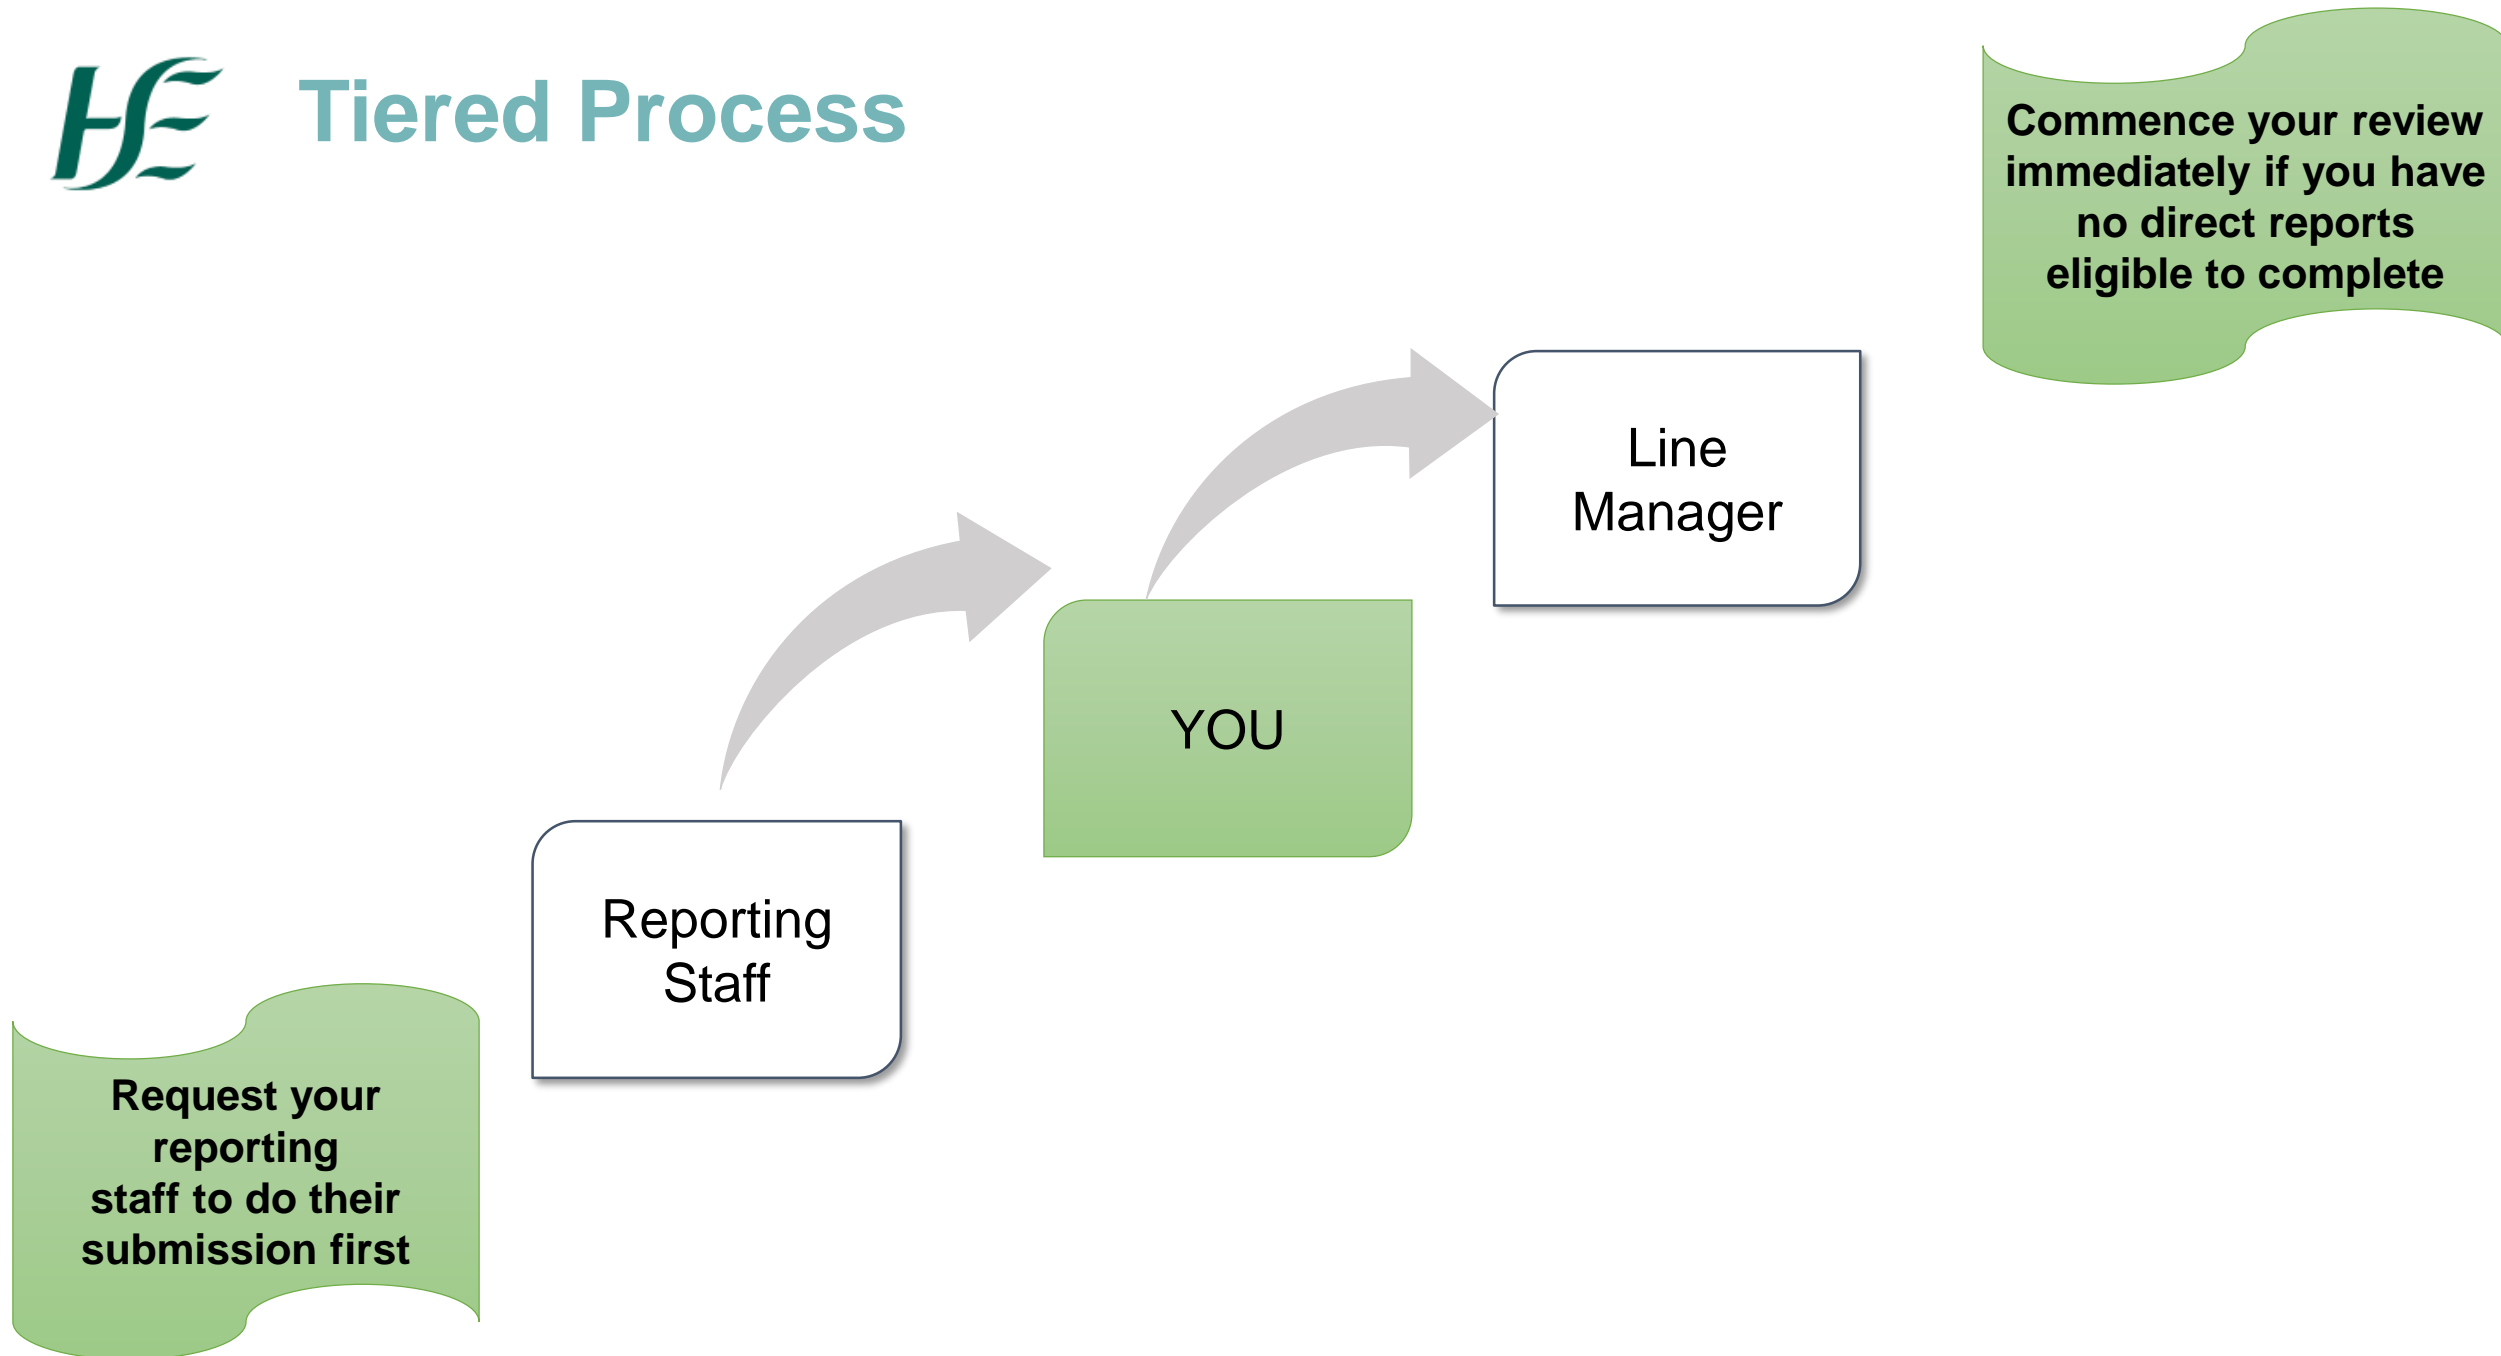 HSE
Tiered Process
Commence your review
immediately if you have
no direct reports
eligible to complete
Line
Manager
YOU
Reporting
Staff
Request your
reporting
staff to do their
submission first